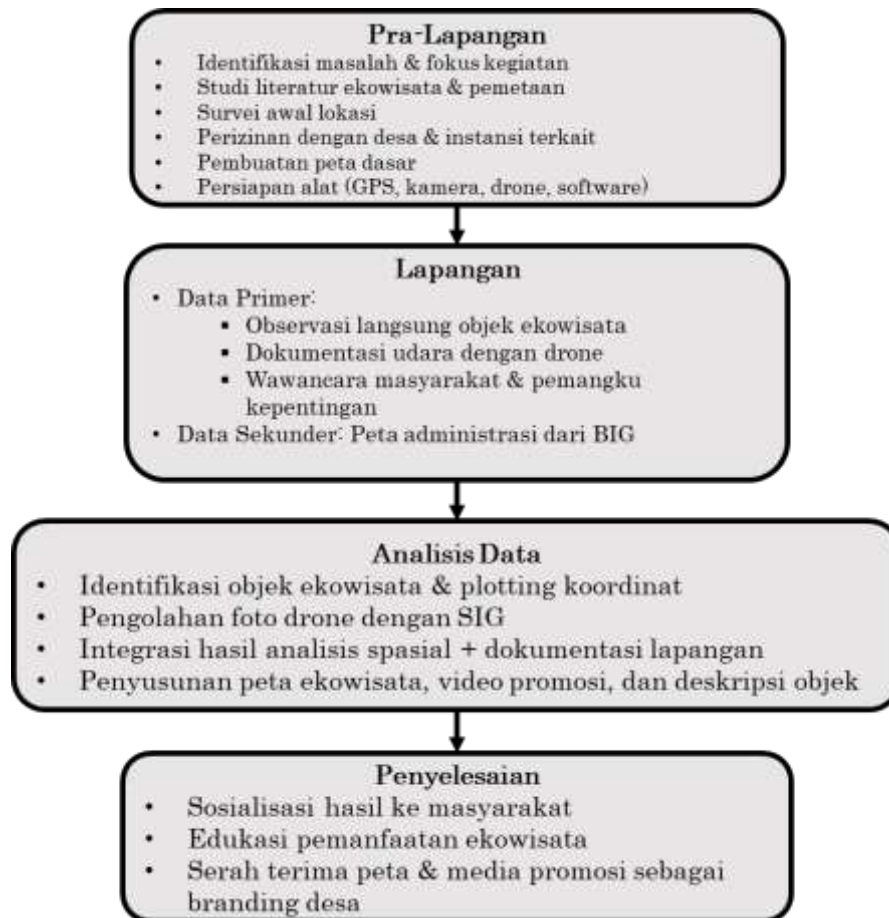 Pra-Lapangan
• Identifikasi masalah & fokus kegiatan
• Studi literatur ekowisata & pemetaan
• Survei awal lokasi
• Perizinan dengan desa & instansi terkait
• Pembuatan peta dasar
• Persiapan alat (GPS, kamera, drone, software)
Lapangan
• Data Primer:
▪ Observasi langsung objek ekowisata
▪ Dokumentasi udara dengan drone
▪ Wawancara masyarakat & pemangku
kepentingan
• Data Sekunder: Peta administrasi dari BIG
Analisis Data
• Identifikasi objek ekowisata & plotting koordinat
• Pengolahan foto drone dengan SIG
• Integrasi hasil analisis spasial + dokumentasi lapangan
• Penyusunan peta ekowisata, video promosi, dan deskripsi objek
Penyelesaian
• Sosialisasi hasil ke masyarakat
• Edukasi pemanfaatan ekowisata
• Serah terima peta & media promosi sebagai
branding desa